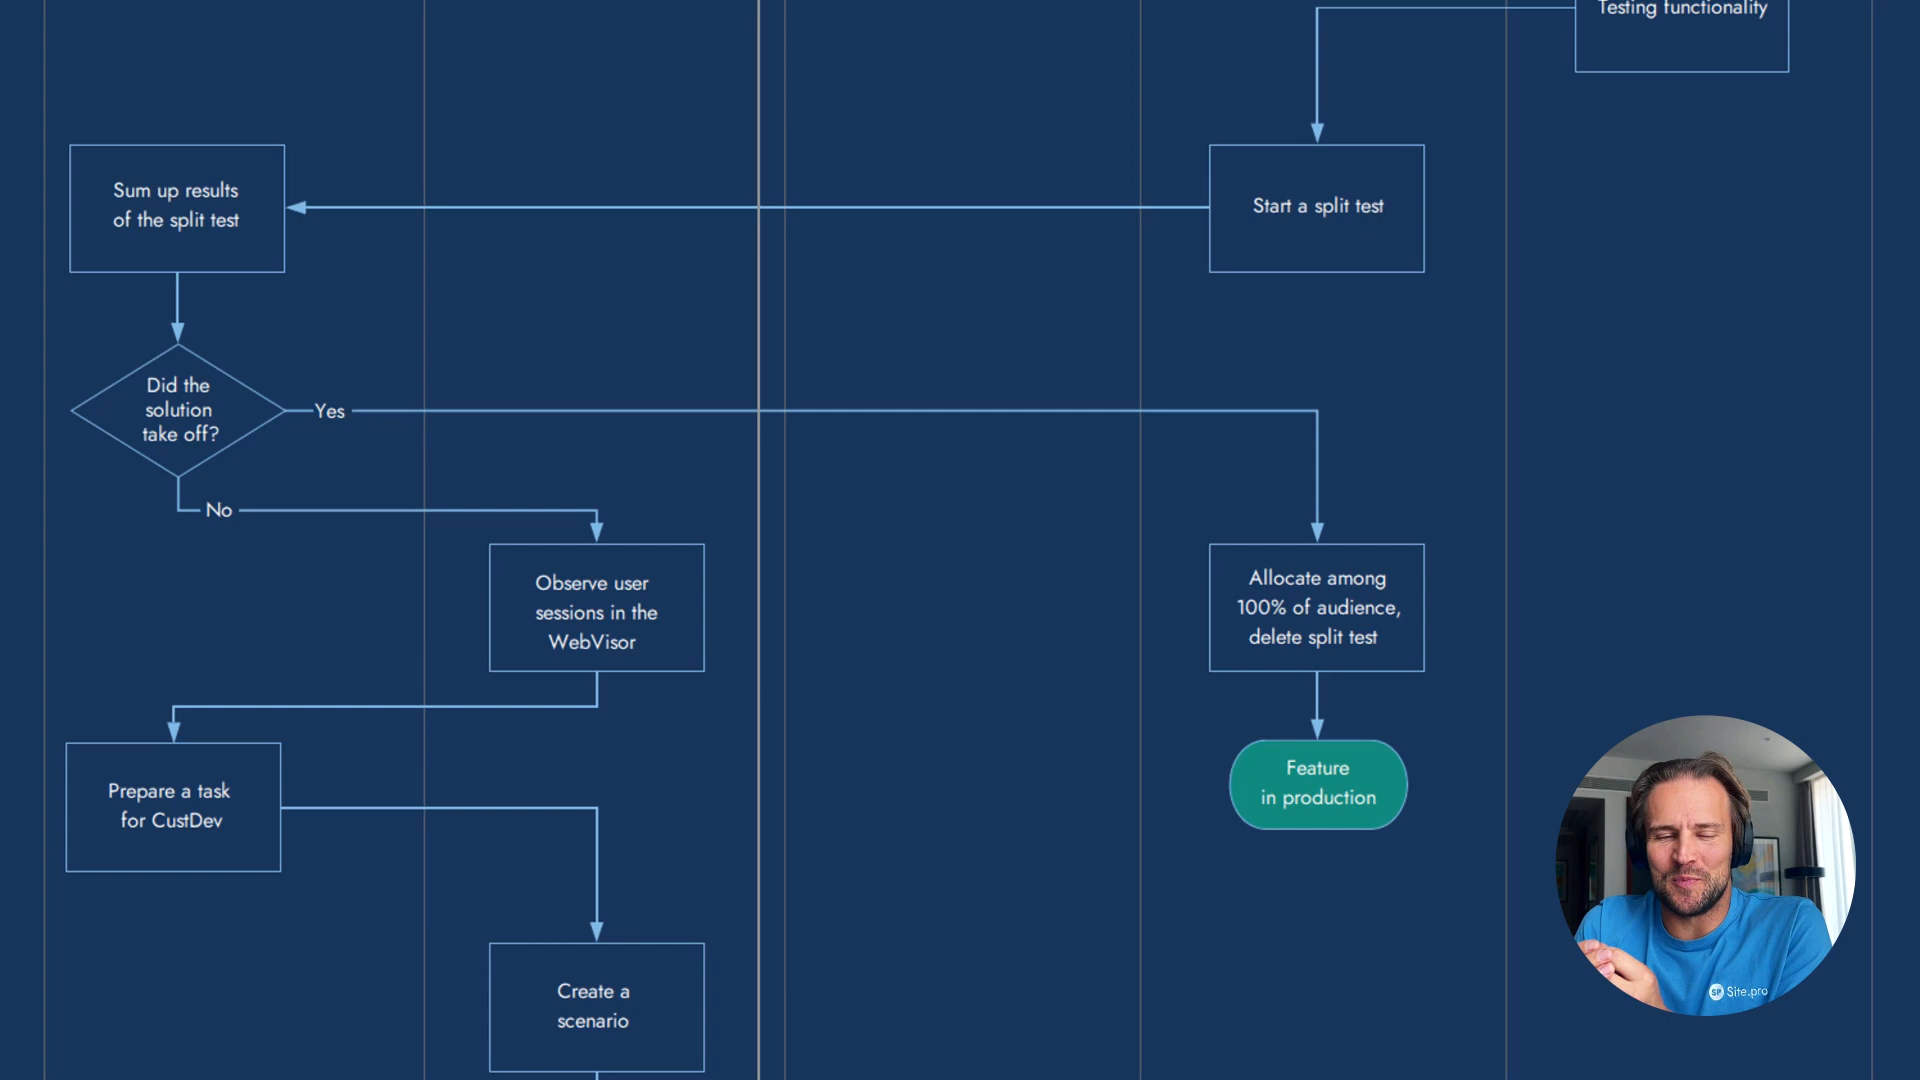 Testing functionality
Sum up results
of the split test
Start a split test
Did the
solution
take off?
Yes
No
Observe user
sessions in the
WebVisor
Allocate among
100% of audience,
delete split test
Prepare a task
for CustDev
Feature
in production
Create a
scenario
SP Site.pro